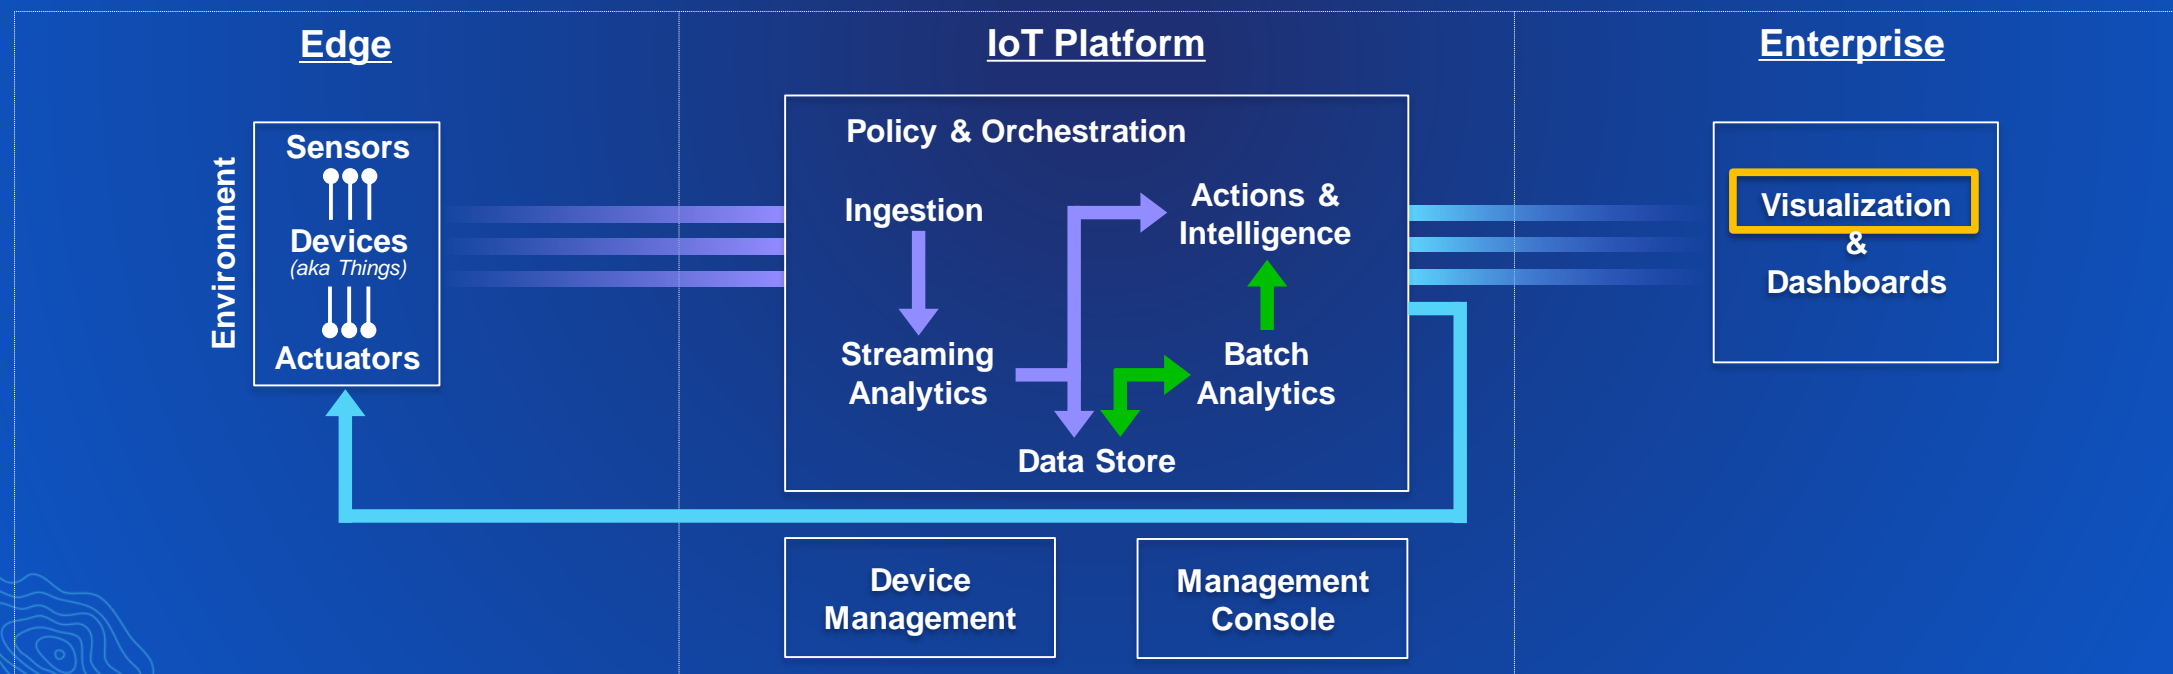 Edge
IoT Platform
Enterprise
Environment
Sensors
Devices
(aka Things)
Actuators
Policy & Orchestration
Ingestion
Actions &
Intelligence
Streaming
Analytics
Batch
Analytics
Data Store
Visualization
&
Dashboards
Device
Management
Management
Console